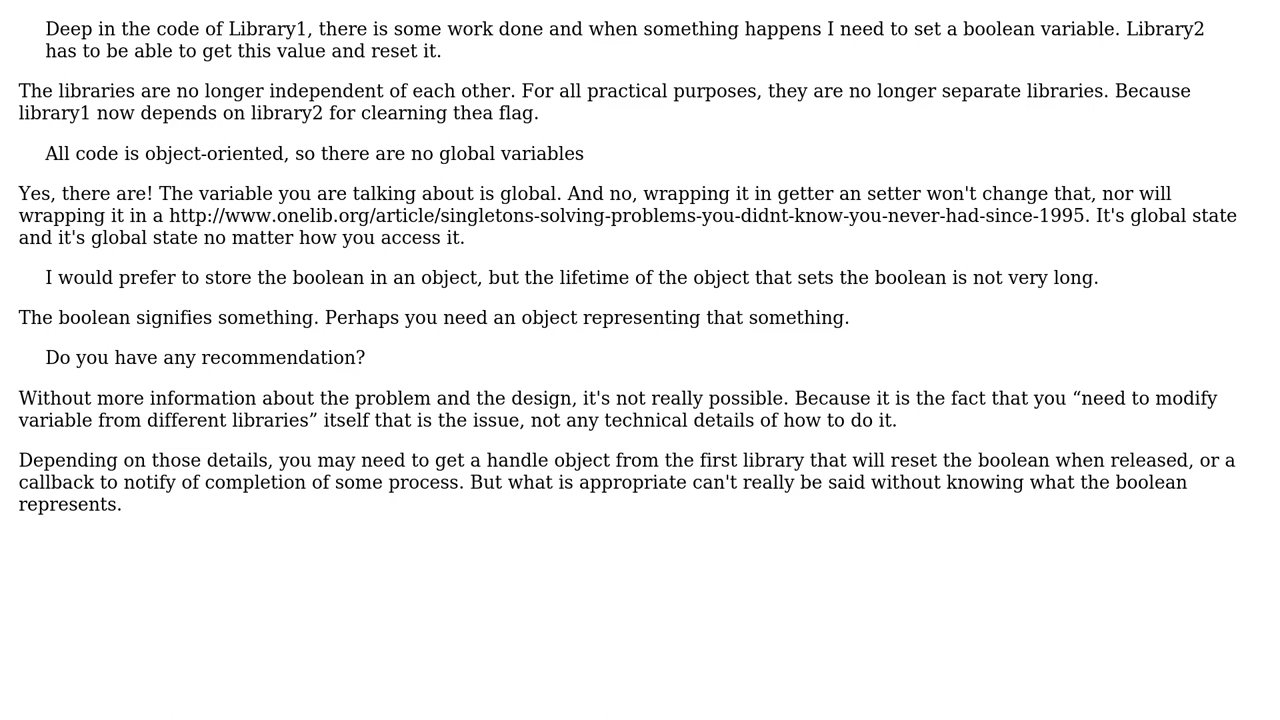 Deep in the code of Library1, there is some work done and when something happens I need to set a boolean variable. Library2
has to be able to get this value and reset it.
The libraries are no longer independent of each other. For all practical purposes, they are no longer separate libraries. Because
library1 now depends on library2 for clearning thea flag.
All code is object-oriented, so there are no global variables
Yes, there are! The variable you are talking about is global. And no, wrapping it in getter an setter won't change that, nor will
wrapping it in a http://www.onelib.org/article/singletons-solving-problems-you-didnt-know-you-never-had-since-1995. It's global state
and it's global state no matter how you access it.
I would prefer to store the boolean in an object, but the lifetime of the object that sets the boolean is not very long.
The boolean signifies something. Perhaps you need an object representing that something.
Do you have any recommendation?
Without more information about the problem and the design, it's not really possible. Because it is the fact that you “need to modify
variable from different libraries” itself that is the issue, not any technical details of how to do it.
Depending on those details, you may need to get a handle object from the first library that will reset the boolean when released, or a
callback to notify of completion of some process. But what is appropriate can't really be said without knowing what the boolean
represents.